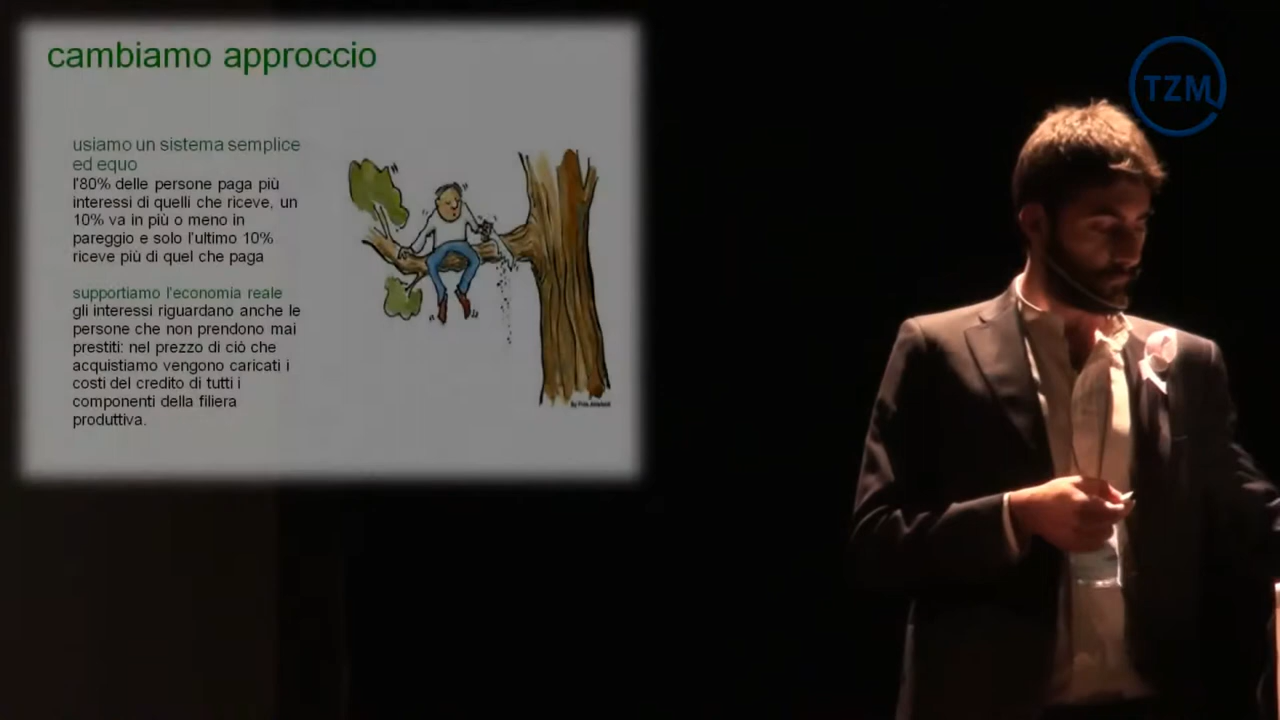 cambiamo approccio
usiamo un sistema semplice
ed equo
l'80% delle persone paga più
interessi di quelli che riceve, un
10% va in più o meno in
pareggio e solo l'ultimo 10%
riceve più di quel che paga
supportiamo l'economia reale
gli interessi riguardano anche le
persone che non prendono mai
prestiti: nel prezzo di ciò che
acquistiamo vengono caricati i
costi del credito di tutti i
componenti della filiera
produttiva.
TZM